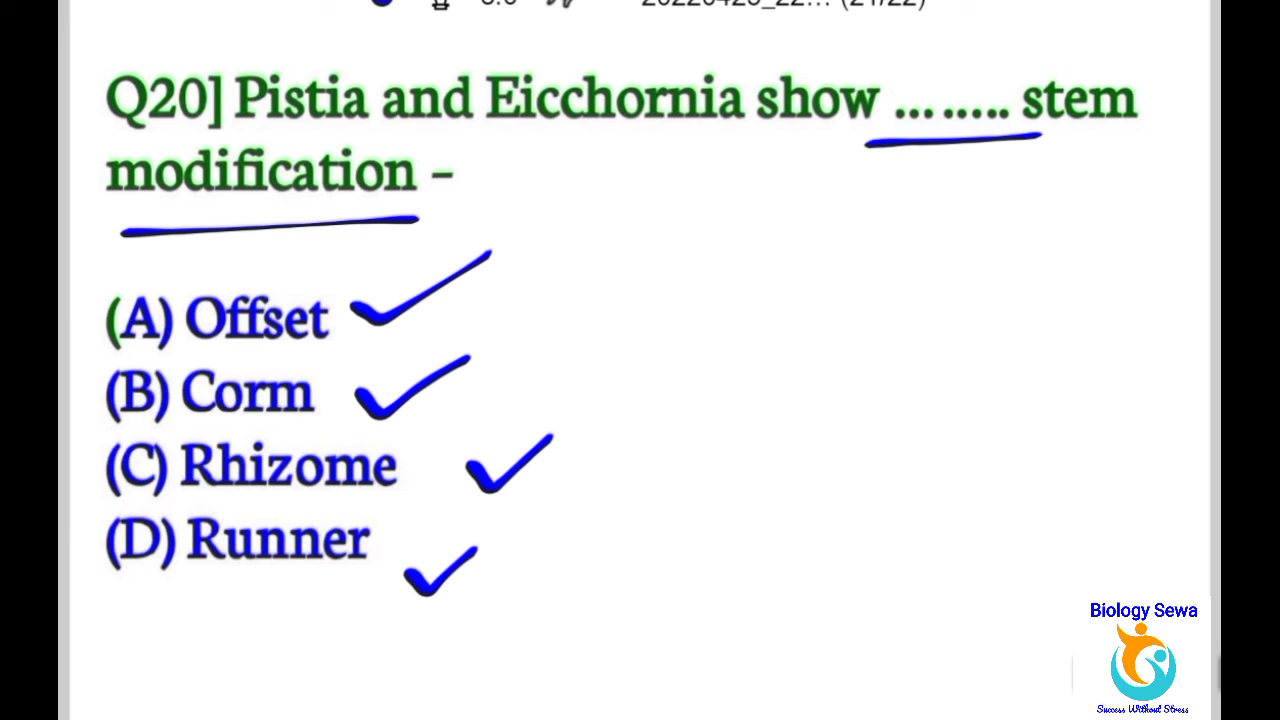 Q20] Pistia and Eicchornia show ........ stem
modification -
(A) Offset
(B) Corm
(C) Rhizome
(D) Runner
Biology Sewa
Success Without Stress